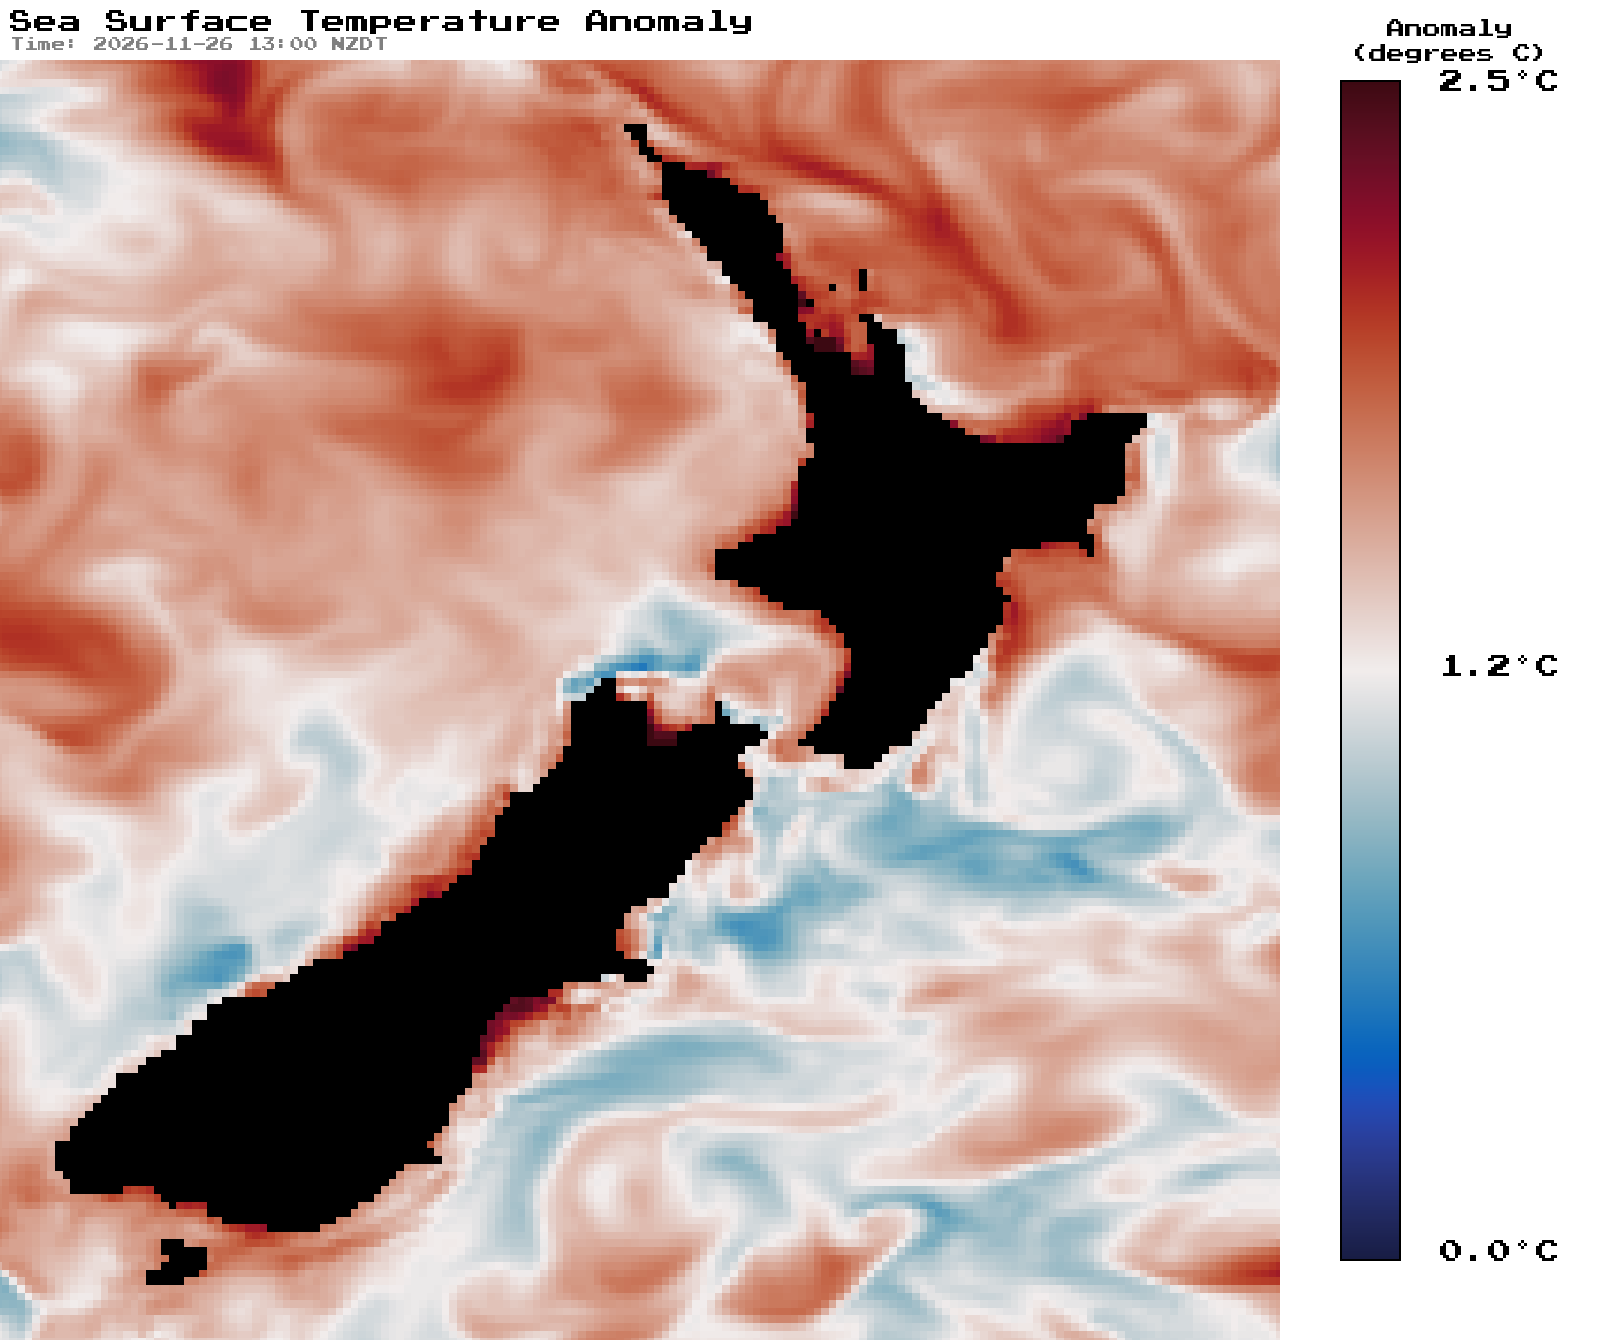 Sea Surface Temperature Anomaly
Time: 2026-11-26 13:00 NZDT
Anomaly
(degrees C)
2.5°C
1.2°C
0.0°C